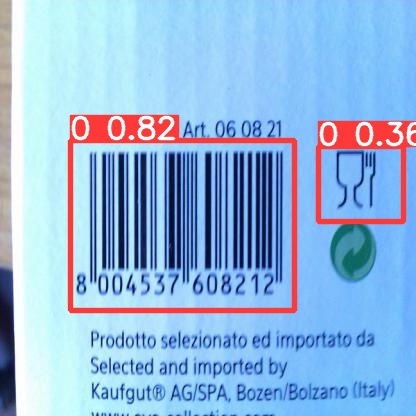 0 0.82 Art. 06 08 21
0 0.36
8 004537 608212
Prodotto selezionato ed importato da
Selected and imported by
Kaufgut® AG/SPA, Bozen/Bolzano (Italy)